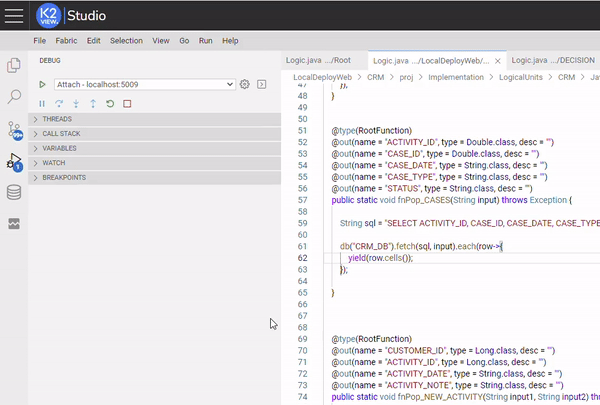 K2
VIEW
Studio
File Fabric Edit Selection View Go Run Help
DEBUG
Attach - localhost:5009
THREADS
CALL STACK
VARIABLES
WATCH
BREAKPOINTS
99+
1
Logic.java .../Root Logic.java .../LocalDeployWeb/... × Logic.java .../DECISION
LocalDeployWeb > CRM > proj > Implementation > LogicalUnits > CRM > Ja
47 });
48 }
49
50
51 @type(RootFunction)
52 @out(name = "ACTIVITY_ID", type = Double.class, desc = "")
53 @out(name = "CASE_ID", type = Double.class, desc = "")
54 @out(name = "CASE_DATE", type = String.class, desc = "")
55 @out(name = "CASE_TYPE", type = String.class, desc = "")
56 @out(name = "STATUS", type = String.class, desc = "")
57 public static void fnPop_CASES(String input) throws Exception {
58
59 String sql = "SELECT ACTIVITY_ID, CASE_ID, CASE_DATE, CASE_TYPE
60
61 db("CRM_DB").fetch(sql, input).each(row->{
62 yield(row.cells());
63 });
64
65 }
66
67
68
69 @type(RootFunction)
70 @out(name = "CUSTOMER_ID", type = Long.class, desc = "")
71 @out(name = "ACTIVITY_ID", type = Long.class, desc = "")
72 @out(name = "ACTIVITY_DATE", type = String.class, desc = "")
73 @out(name = "ACTIVITY_NOTE", type = String.class, desc = "")
74 public static void fnPop_NEW_ACTIVITY(String input1, String input2) th